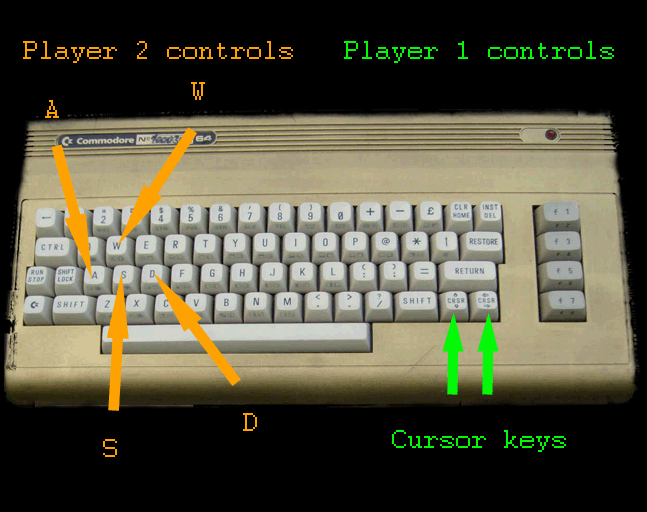 Player 2 controls Player 1 controls
W
A
Commodore 64
← 2 $ 4 % 5 & 6 ' 7 ( 8 ) 9 0 + - £ CLR HOME INST DEL f 1
CTRL W E R T Y U I O P @ * ↑ RESTORE f 3
RUN STOP SHIFT LOCK A S D F G H J K L [ : ] ; = RETURN f 5
C= SHIFT Z X C V B N M < , > . ? / SHIFT ↑ CRSR ↓ ← CRSR → f 7
S D Cursor keys